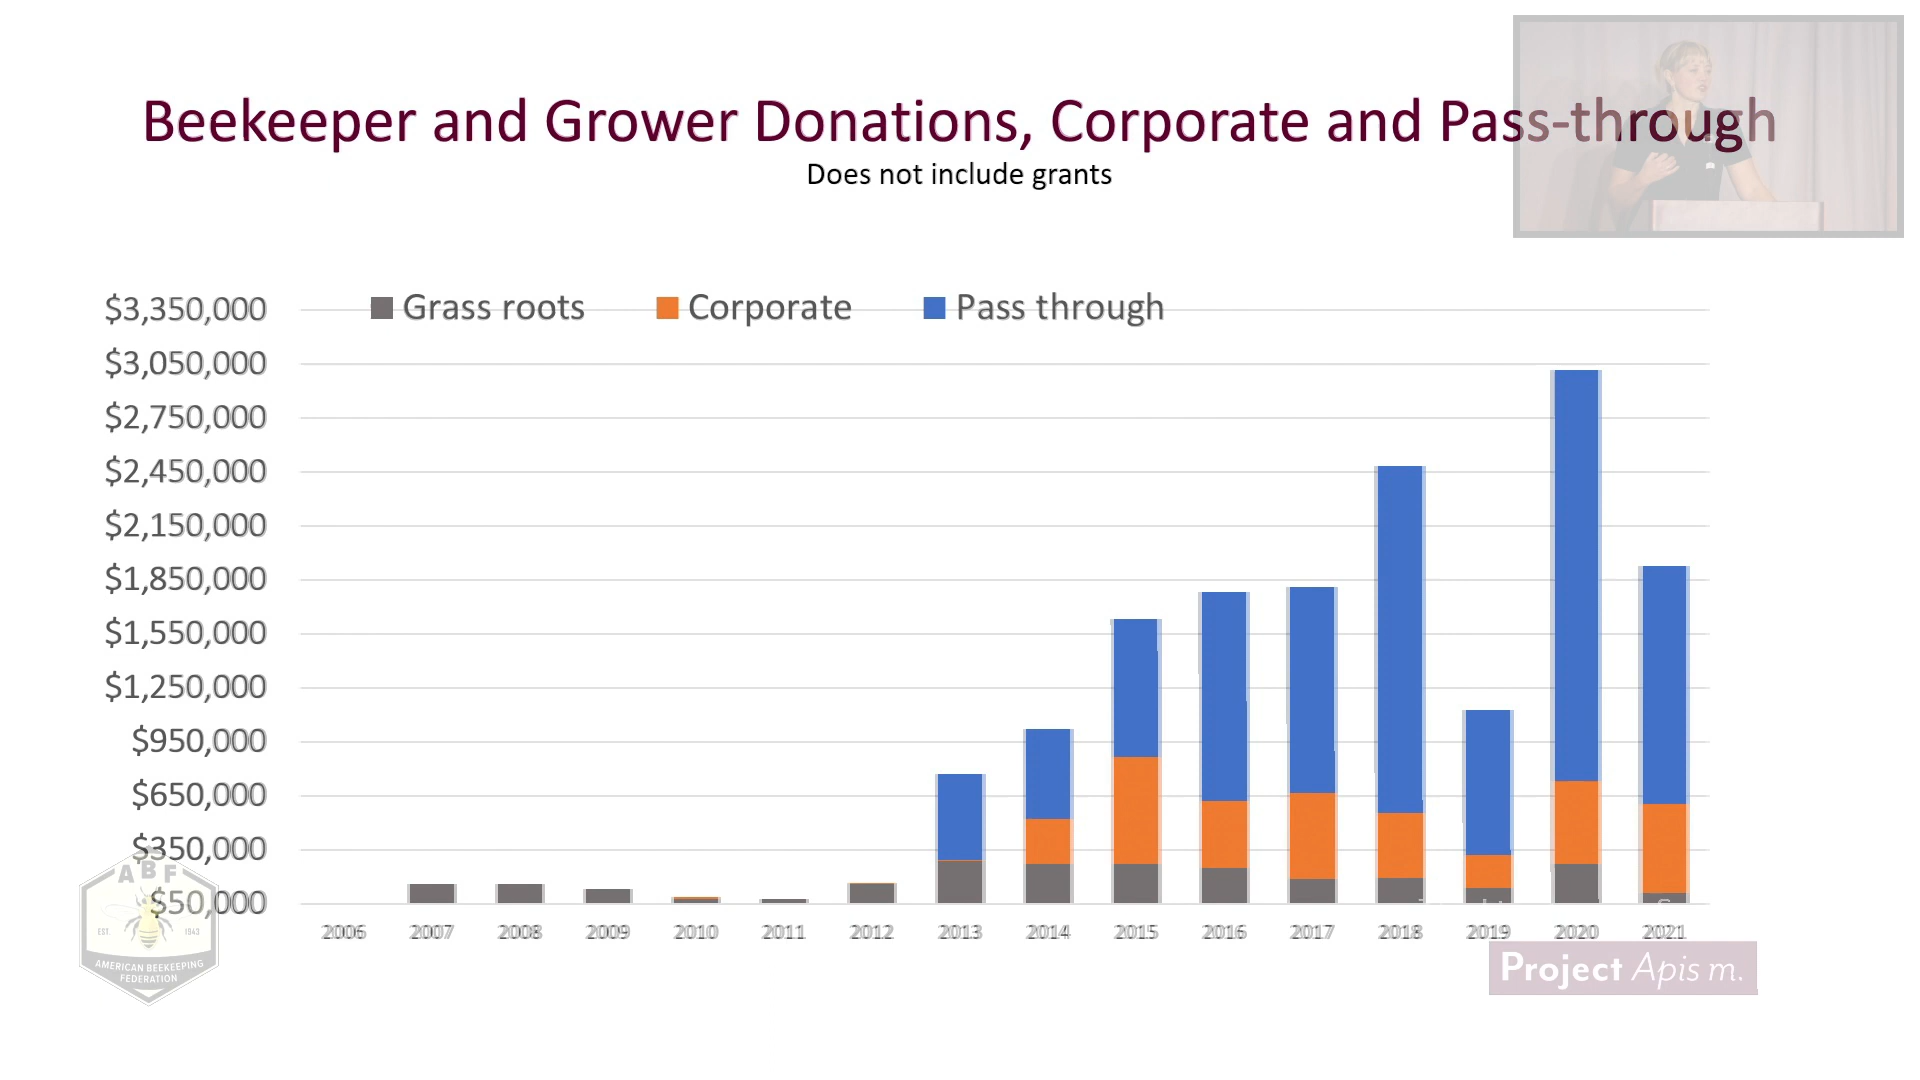 Beekeeper and Grower Donations, Corporate and Pass-through
Does not include grants
Grass roots Corporate Pass through
$3,350,000
$3,050,000
$2,750,000
$2,450,000
$2,150,000
$1,850,000
$1,550,000
$1,250,000
$950,000
$650,000
$350,000
$50,000
2006 2007 2008 2009 2010 2011 2012 2013 2014 2015 2016 2017 2018 2019 2020 2021
ABF
EST. 1943
AMERICAN BEEKEEPING
FEDERATION
Project Apis m.